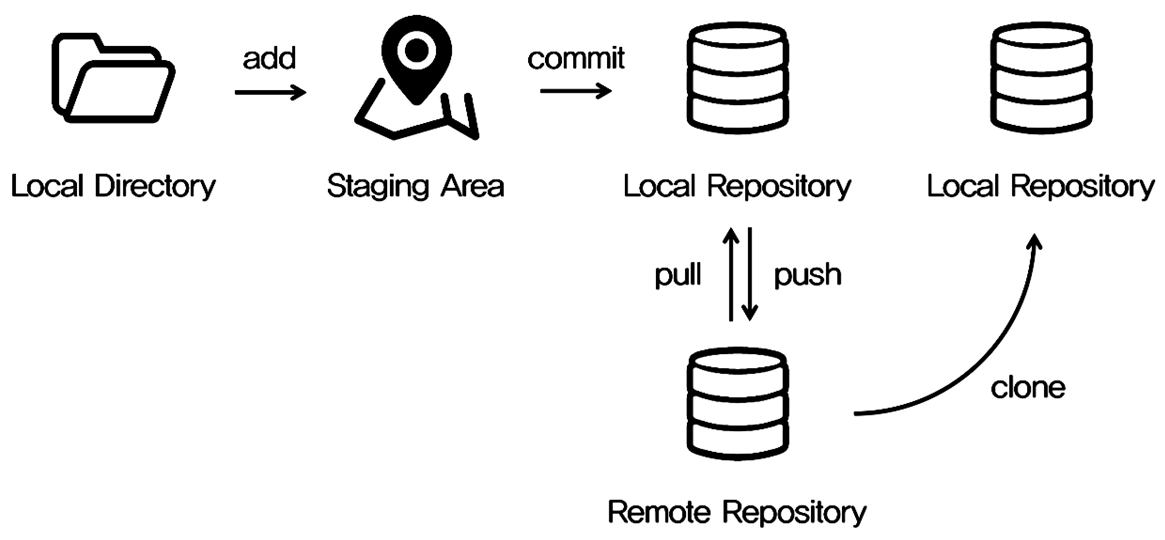 add
commit
Local Directory
Staging Area
Local Repository
Local Repository
pull
push
clone
Remote Repository